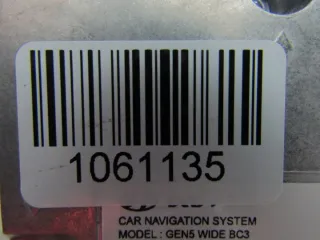 1061135
CAR NAVIGATION SYSTEM
MODEL : GEN5 WIDE BC3